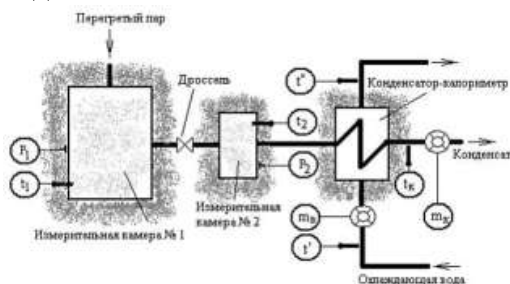 Перегретый пар
Дроссель
t"
Конденсатор-калориметр
P1
t1
t2
P2
Конденсат
tк
mв
mк
Измерительная камера № 1
Измерительная камера № 2
t'
Охлаждающая вода